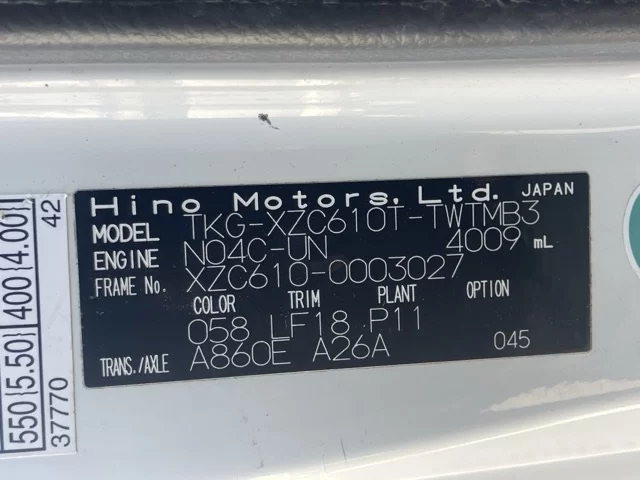 Hino Motors, Ltd. JAPAN
MODEL TKG-XZC610T-TWTMB3
ENGINE N04C-UN 4009 mL
FRAME No. XZC610-0003027
COLOR TRIM PLANT OPTION
058 LF18 P11
TRANS./AXLE A860E A26A 045
550(5.50) 400(4.00)
37770 42